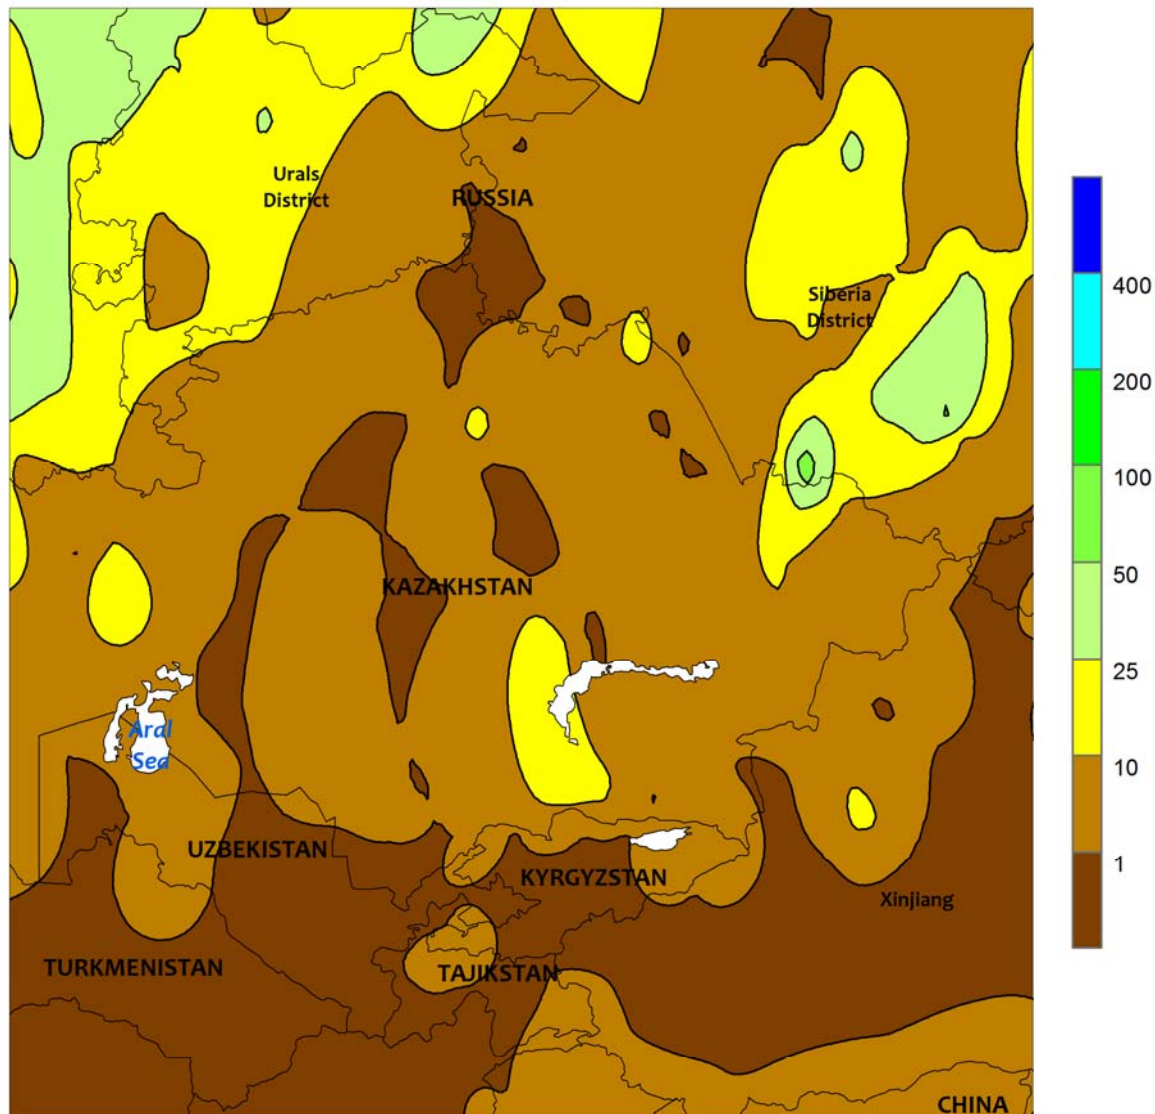 Urals
District
RUSSIA
Siberia
District
KAZAKHSTAN
Aral
Sea
UZBEKISTAN
KYRGYZSTAN
Xinjiang
TURKMENISTAN
TAJIKSTAN
CHINA
400
200
100
50
25
10
1